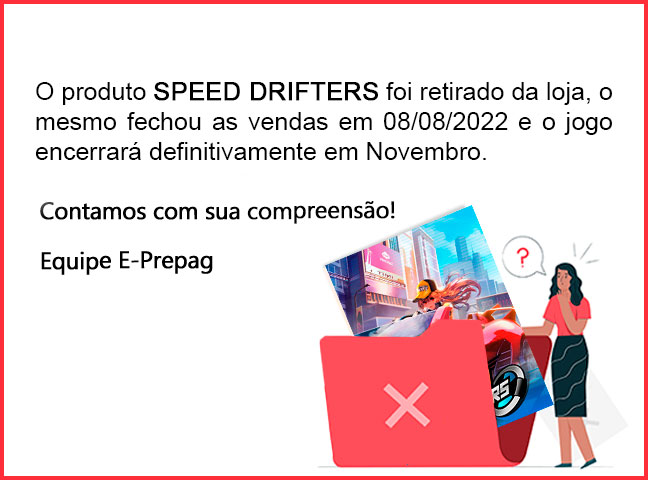 O produto SPEED DRIFTERS foi retirado da loja, o
mesmo fechou as vendas em 08/08/2022 e o jogo
encerrará definitivamente em Novembro.
Contamos com sua compreensão!
Equipe E-Prepag
?
RS